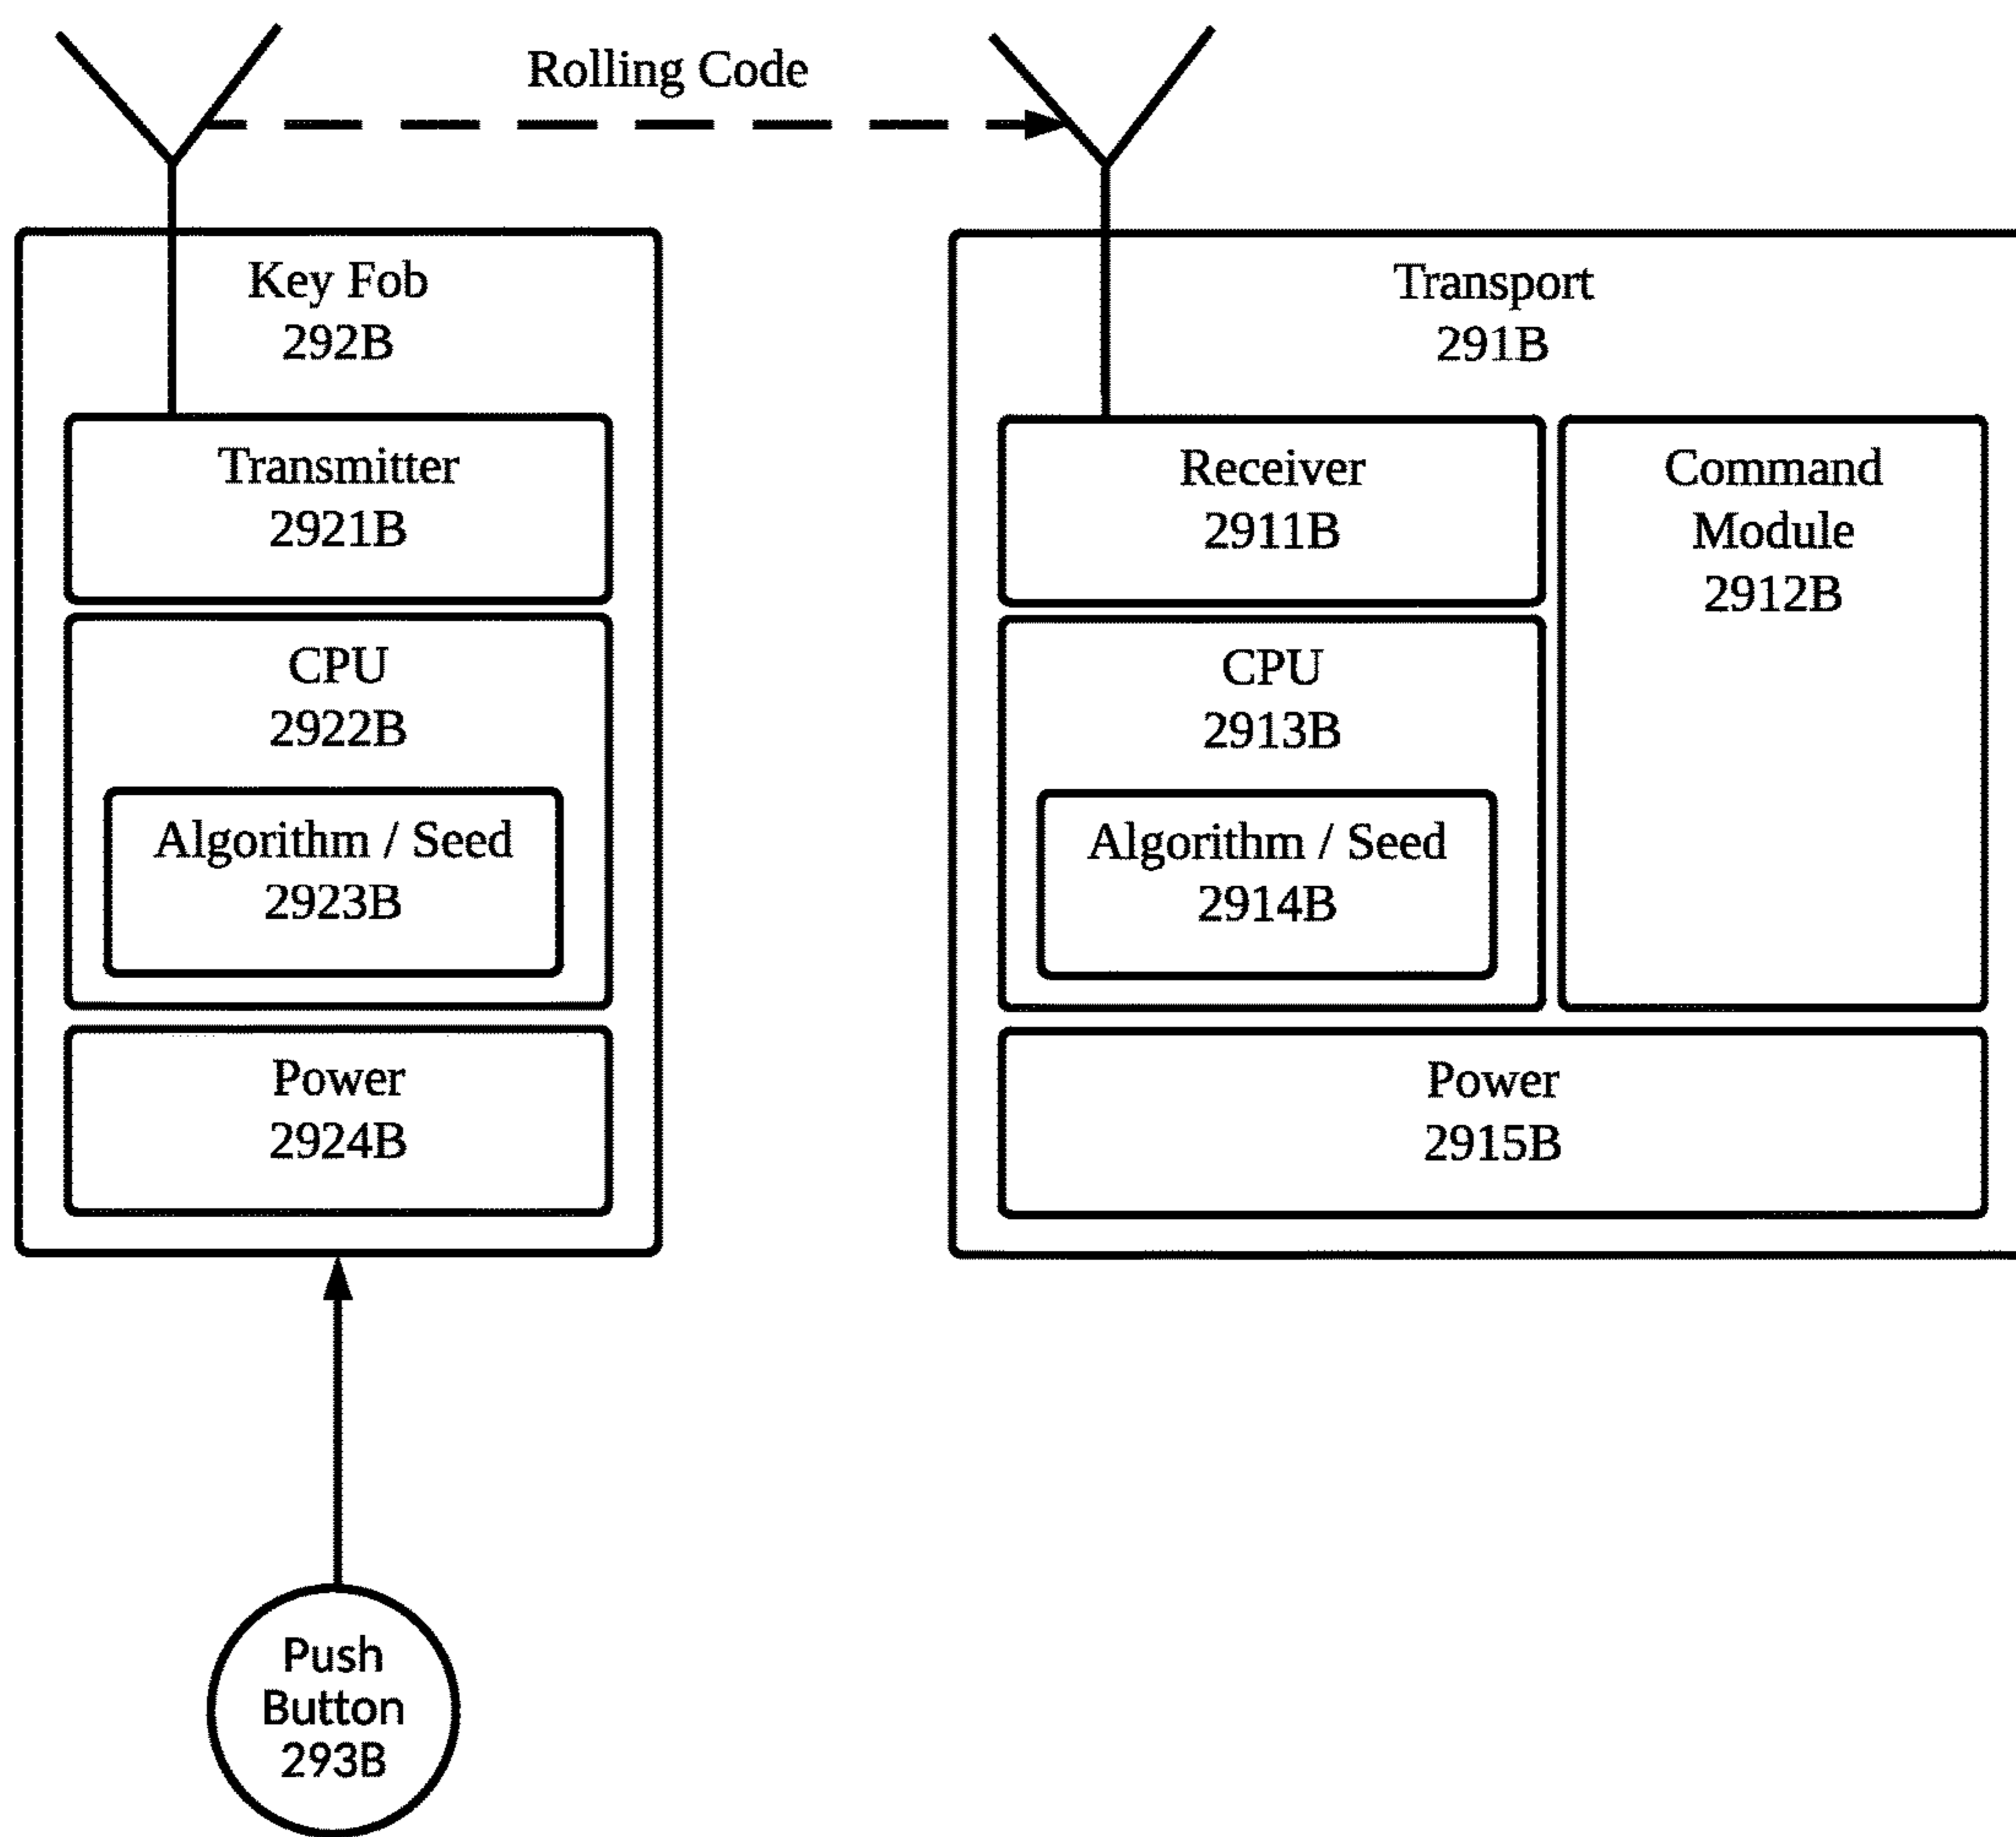 Rolling Code
Key Fob
292B
Transmitter
2921B
CPU
2922B
Algorithm / Seed
2923B
Power
2924B
Push
Button
293B
Transport
291B
Receiver
2911B
Command
Module
2912B
CPU
2913B
Algorithm / Seed
2914B
Power
2915B